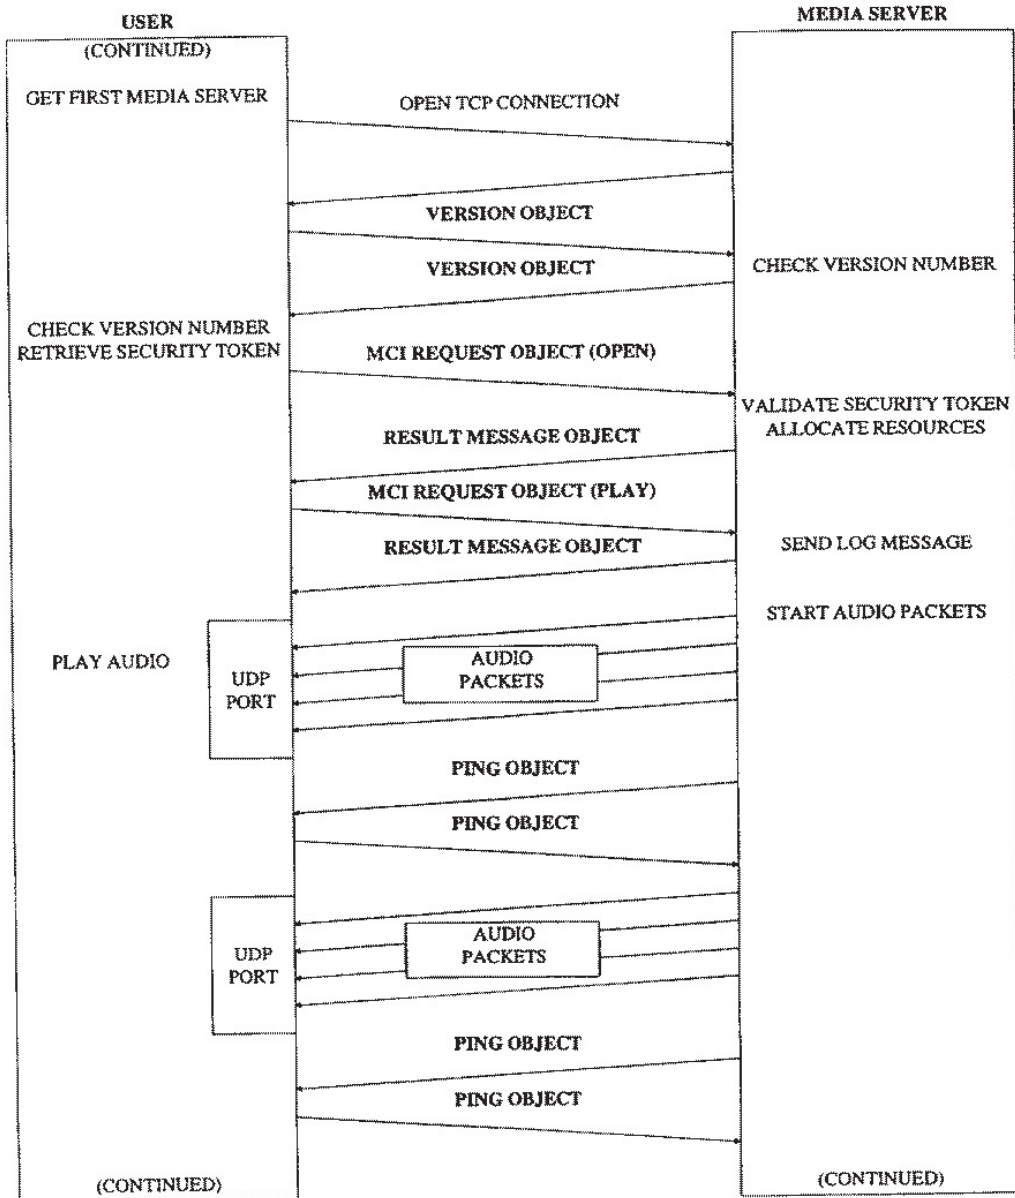 USER
MEDIA SERVER
(CONTINUED)
GET FIRST MEDIA SERVER
OPEN TCP CONNECTION
VERSION OBJECT
VERSION OBJECT
CHECK VERSION NUMBER
CHECK VERSION NUMBER
RETRIEVE SECURITY TOKEN
MCI REQUEST OBJECT (OPEN)
VALIDATE SECURITY TOKEN
ALLOCATE RESOURCES
RESULT MESSAGE OBJECT
MCI REQUEST OBJECT (PLAY)
RESULT MESSAGE OBJECT
SEND LOG MESSAGE
START AUDIO PACKETS
PLAY AUDIO
UDP
PORT
AUDIO
PACKETS
PING OBJECT
PING OBJECT
UDP
PORT
AUDIO
PACKETS
PING OBJECT
PING OBJECT
(CONTINUED)
(CONTINUED)